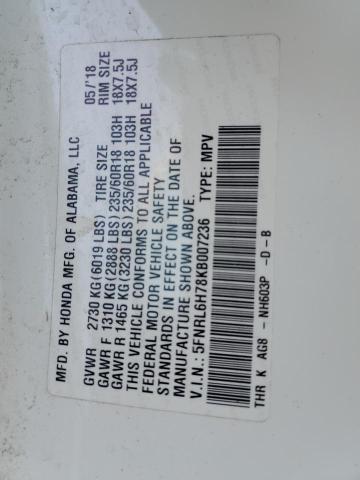 MFD. BY HONDA MFG. OF ALABAMA, LLC 05/'18
GVWR 2730 KG(6019 LBS) TIRE SIZE RIM SIZE
GAWR F 1310 KG(2888 LBS) 235/60R18 103H 18X7.5J
GAWR R 1465 KG(3230 LBS) 235/60R18 103H 18X7.5J
THIS VEHICLE CONFORMS TO ALL APPLICABLE
FEDERAL MOTOR VEHICLE SAFETY
STANDARDS IN EFFECT ON THE DATE OF
MANUFACTURE SHOWN ABOVE.
V.I.N.: 5FNRL6H78KB007236 TYPE: MPV
THR K AG8 - NH603P -D -B